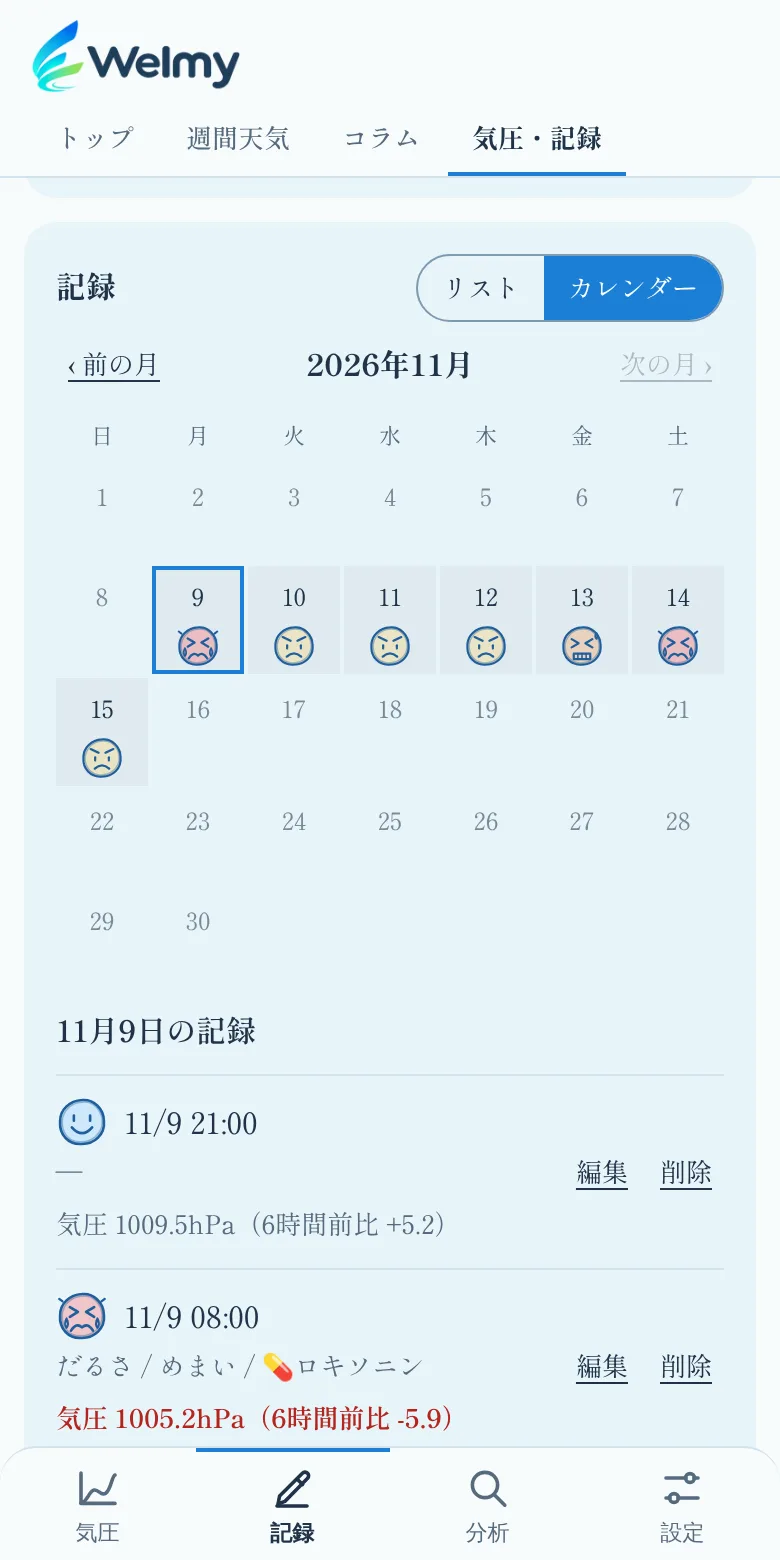 Welmy
トップ 週間天気 コラム 気圧・記録
記録 リスト カレンダー
‹ 前の月 2026年11月 次の月 ›
日 月 火 水 木 金 土
1 2 3 4 5 6 7
8 9 10 11 12 13 14
15 16 17 18 19 20 21
22 23 24 25 26 27 28
29 30
11月9日の記録
11/9 21:00
— 編集 削除
気圧 1009.5hPa（6時間前比 +5.2）
11/9 08:00
だるさ / めまい / 💊ロキソニン 編集 削除
気圧 1005.2hPa（6時間前比 -5.9）
気圧 記録 分析 設定